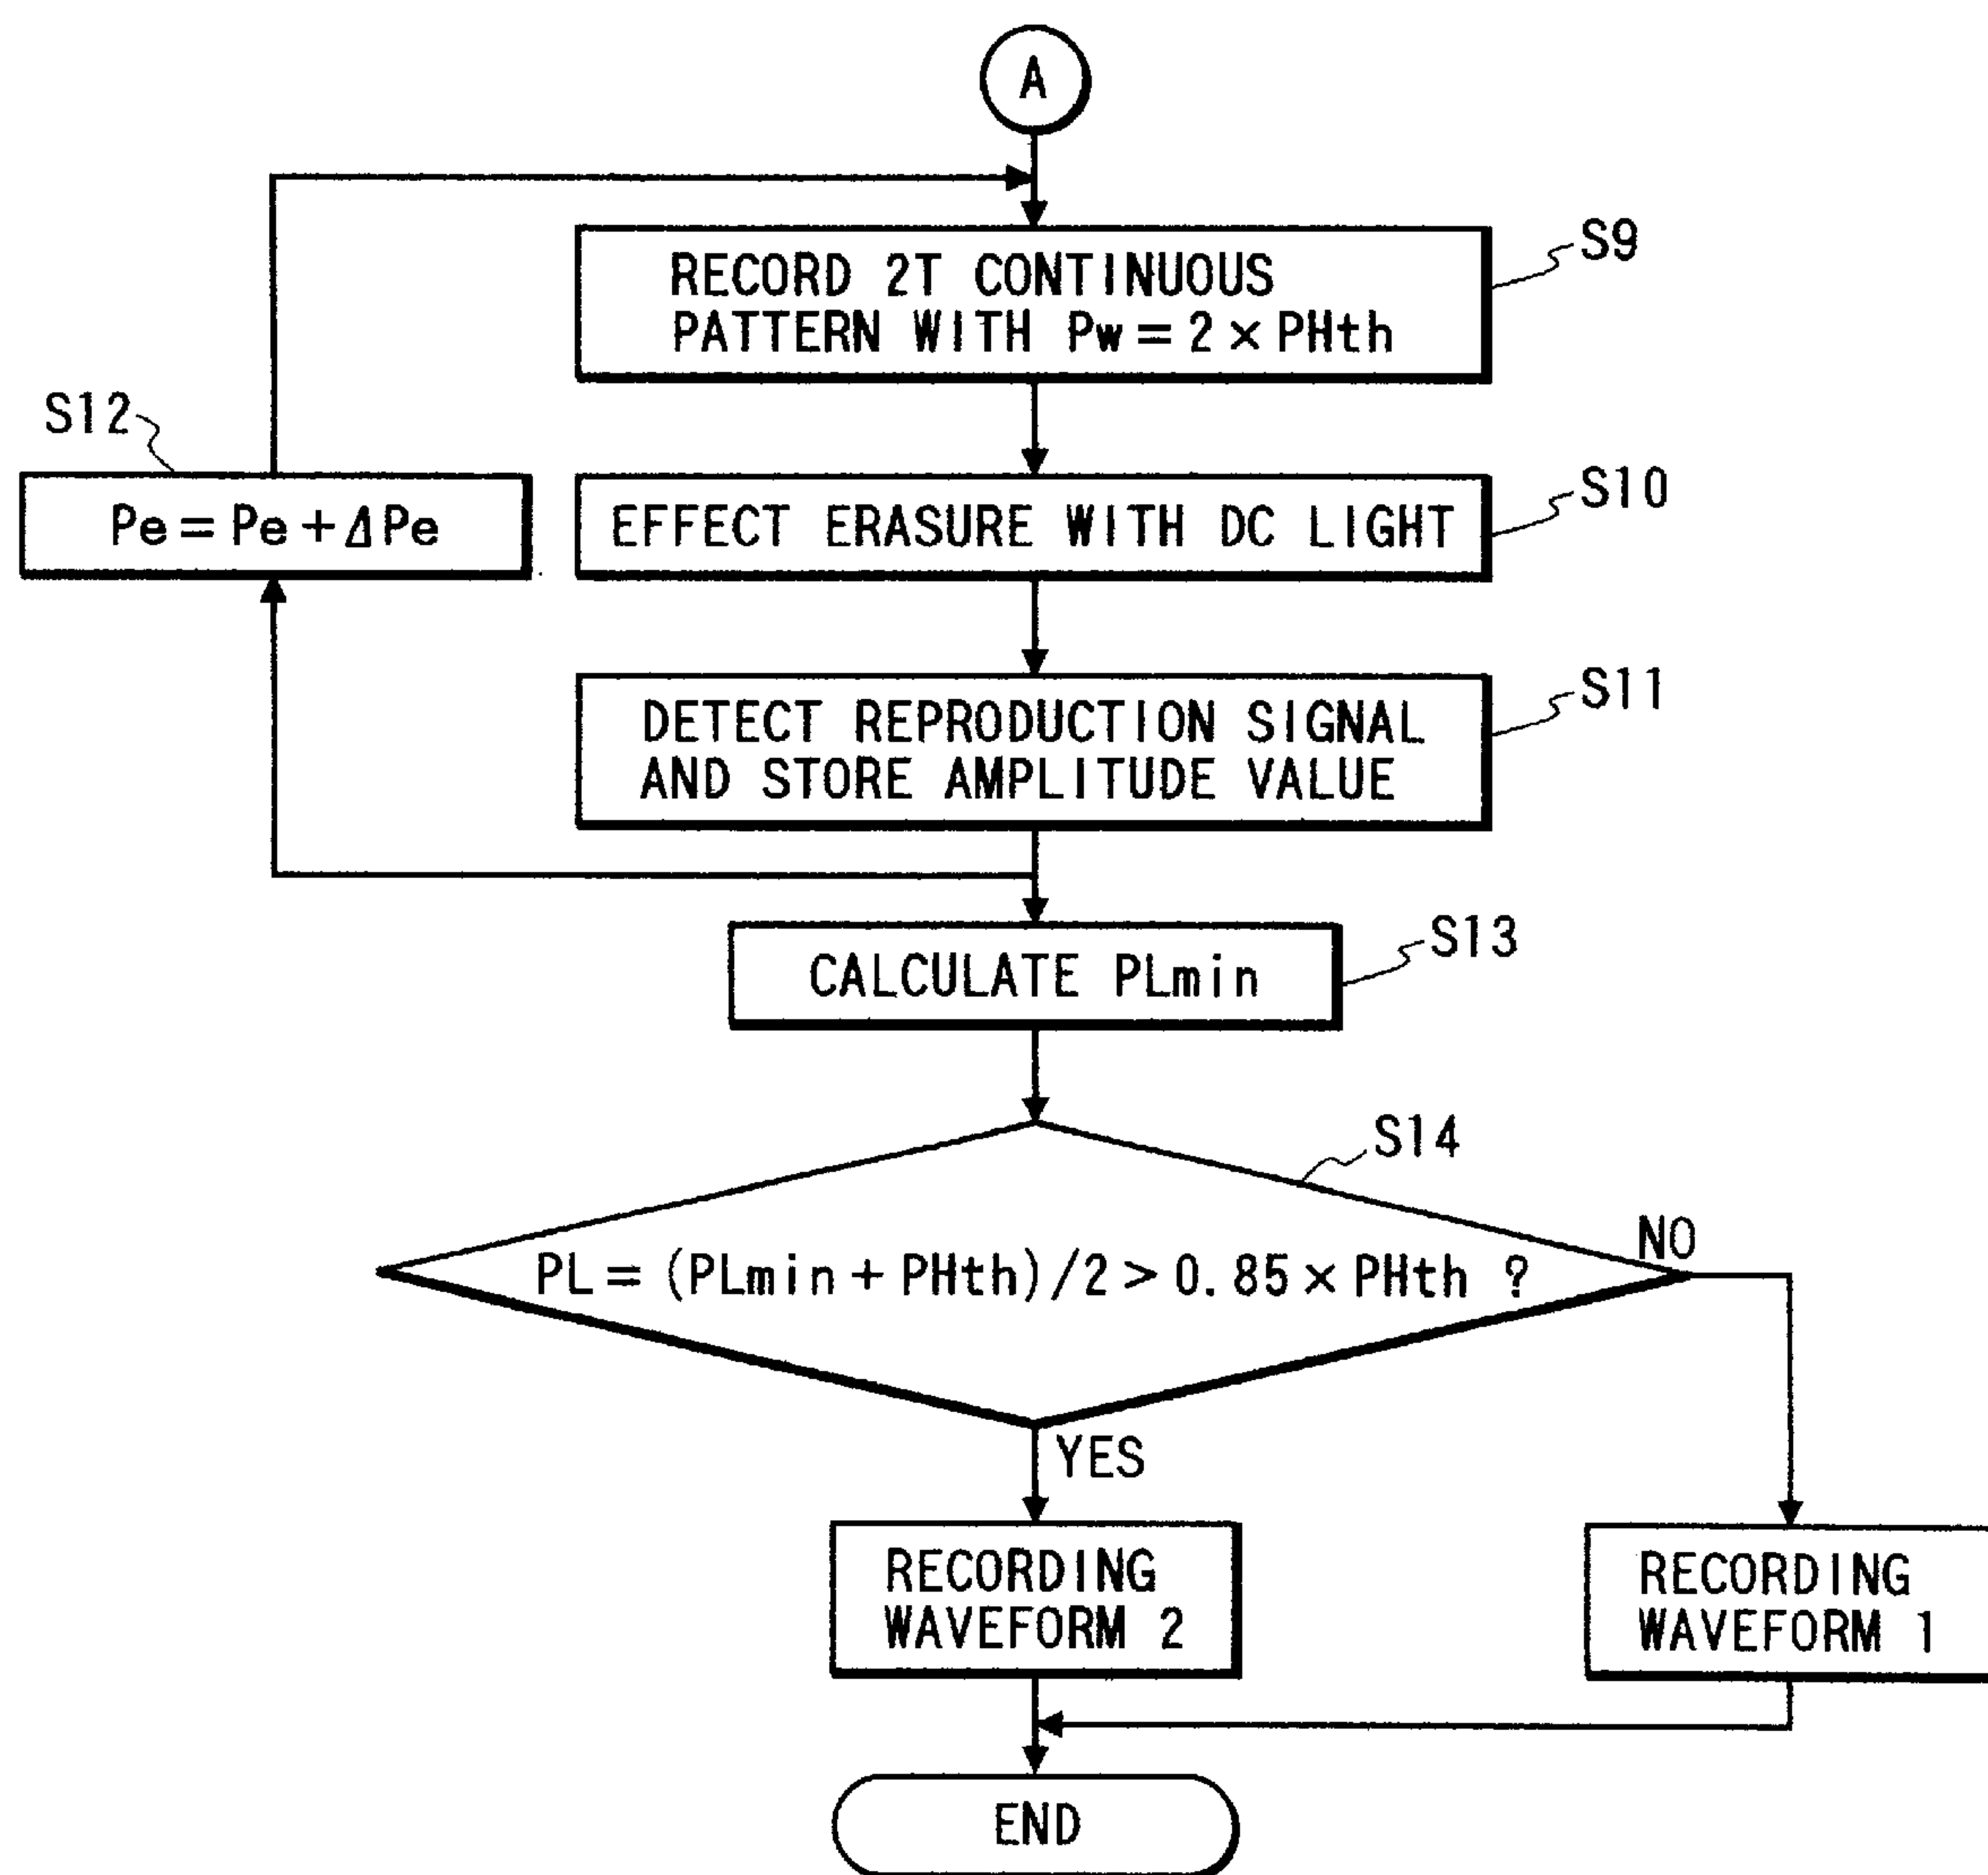 A
RECORD 2T CONTINUOUS
PATTERN WITH Pw = 2 × PHth
S9
S12
Pe = Pe + ΔPe
EFFECT ERASURE WITH DC LIGHT
S10
DETECT REPRODUCTION SIGNAL
AND STORE AMPLITUDE VALUE
S11
CALCULATE PLmin
S13
S14
PL = (PLmin + PHth)/2 > 0.85 × PHth ?
NO
YES
RECORDING
WAVEFORM 2
RECORDING
WAVEFORM 1
END